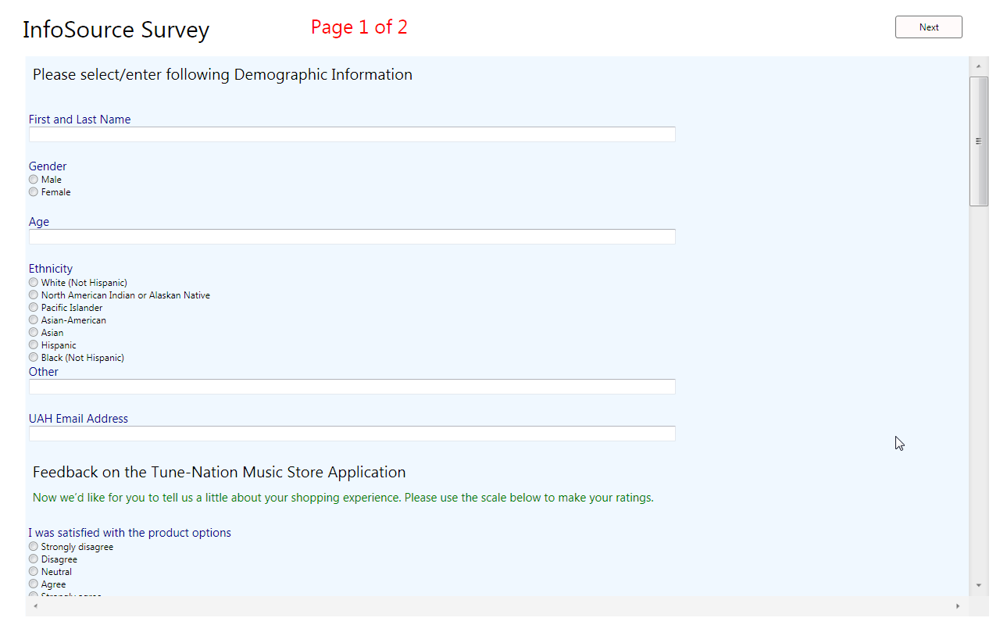 InfoSource Survey
Page 1 of 2
Next
Please select/enter following Demographic Information
First and Last Name
Gender
Male
Female
Age
Ethnicity
White (Not Hispanic)
North American Indian or Alaskan Native
Pacific Islander
Asian-American
Asian
Hispanic
Black (Not Hispanic)
Other
UAH Email Address
Feedback on the Tune-Nation Music Store Application
Now we'd like for you to tell us a little about your shopping experience. Please use the scale below to make your ratings.
I was satisfied with the product options
Strongly disagree
Disagree
Neutral
Agree
Strongly agree